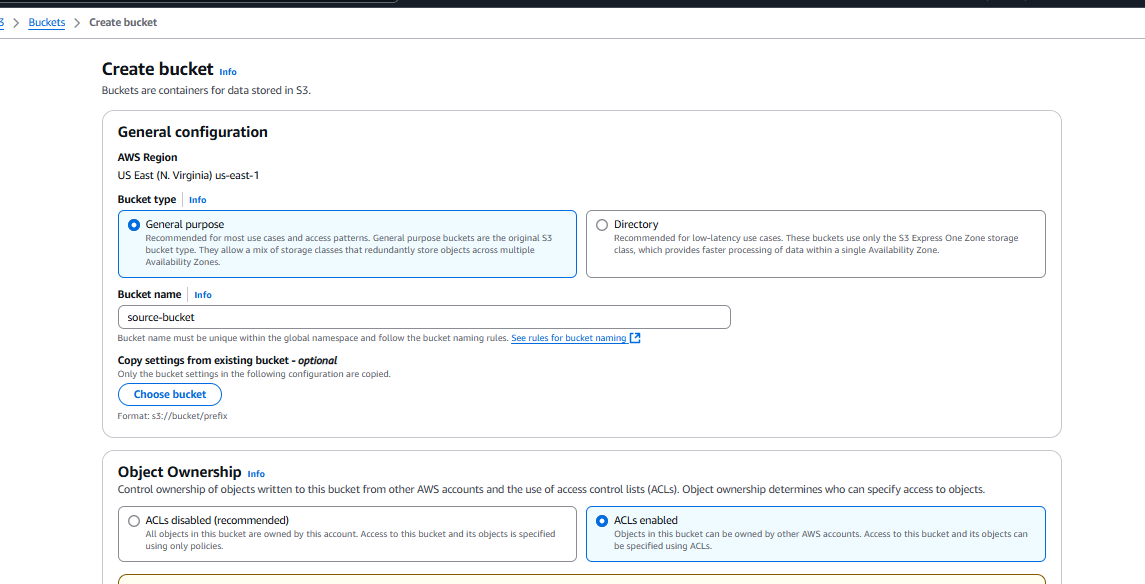 Buckets
Create bucket
Create bucket Info
Buckets are containers for data stored in S3.
General configuration
AWS Region
US East (N. Virginia) us-east-1
Bucket type Info
General purpose
Recommended for most use cases and access patterns. General purpose buckets are the original S3
bucket type. They allow a mix of storage classes that redundantly store objects across multiple
Availability Zones.
Directory
Recommended for low-latency use cases. These buckets use only the S3 Express One Zone storage
class, which provides faster processing of data within a single Availability Zone.
Bucket name Info
source-bucket
Bucket name must be unique within the global namespace and follow the bucket naming rules. See rules for bucket naming
Copy settings from existing bucket - optional
Only the bucket settings in the following configuration are copied.
Choose bucket
Format: s3://bucket/prefix
Object Ownership Info
Control ownership of objects written to this bucket from other AWS accounts and the use of access control lists (ACLs). Object ownership determines who can specify access to objects.
ACLs disabled (recommended)
All objects in this bucket are owned by this account. Access to this bucket and its objects is specified
using only policies.
ACLs enabled
Objects in this bucket can be owned by other AWS accounts. Access to this bucket and its objects can
be specified using ACLs.